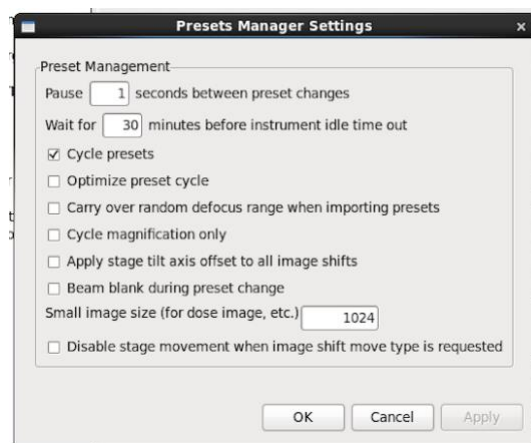 Presets Manager Settings
Preset Management
Pause 1 seconds between preset changes
Wait for 30 minutes before instrument idle time out
Cycle presets
Optimize preset cycle
Carry over random defocus range when importing presets
Cycle magnification only
Apply stage tilt axis offset to all image shifts
Beam blank during preset change
Small image size (for dose image, etc.) 1024
Disable stage movement when image shift move type is requested
OK Cancel Apply